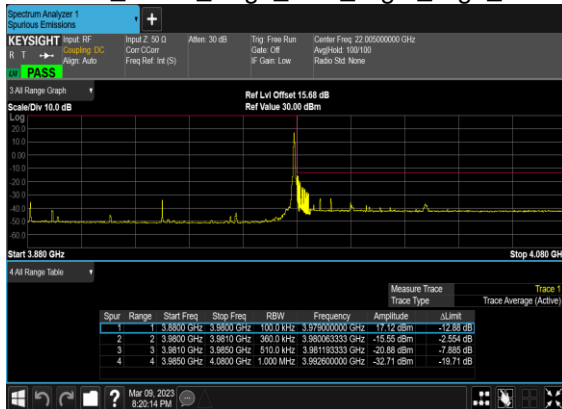 Spectrum Analyzer 1
Spurious Emissions
KEYSIGHT Input: RF Input Z: 50 Ω Atten: 30 dB Trig: Free Run Center Freq: 22.005000000 GHz
R T Coupling: DC Corr CCorr Gate: Off Avg|Hold: 100/100
Align: Auto Freq Ref: Int (S) IF Gain: Low Radio Std: None
PASS
3 All Range Graph
Ref Lvl Offset 15.68 dB
Scale/Div 10.0 dB Ref Value 30.00 dBm
Log
20.0
10.0
0.00
-10.0
-20.0
-30.0
-40.0
-50.0
-60.0
Start 3.880 GHz Stop 4.080 GH
4 All Range Table
Measure Trace Trace 1
Trace Type Trace Average (Active)
Spur Range Start Freq Stop Freq RBW Frequency Amplitude ΔLimit
1 1 3.8800 GHz 3.9800 GHz 100.0 kHz 3.979000000 GHz 17.12 dBm -12.88 dB
2 2 3.9800 GHz 3.9810 GHz 360.0 kHz 3.980063333 GHz -15.55 dBm -2.554 dB
3 3 3.9810 GHz 3.9850 GHz 510.0 kHz 3.981193333 GHz -20.88 dBm -7.885 dB
4 4 3.9850 GHz 4.0800 GHz 1.000 MHz 3.992600000 GHz -32.71 dBm -19.71 dB
Mar 09, 2023
8:20:14 PM